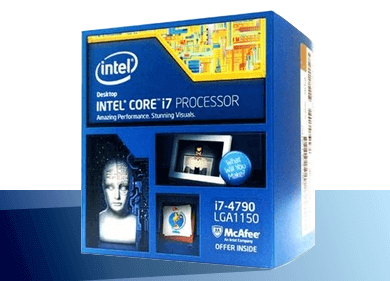 intel
Desktop
INTEL® CORE™ i7 PROCESSOR
Amazing Performance. Stunning Visuals.
What
will You
Make?
i7-4790
LGA1150
McAfee
An Intel Company
OFFER INSIDE